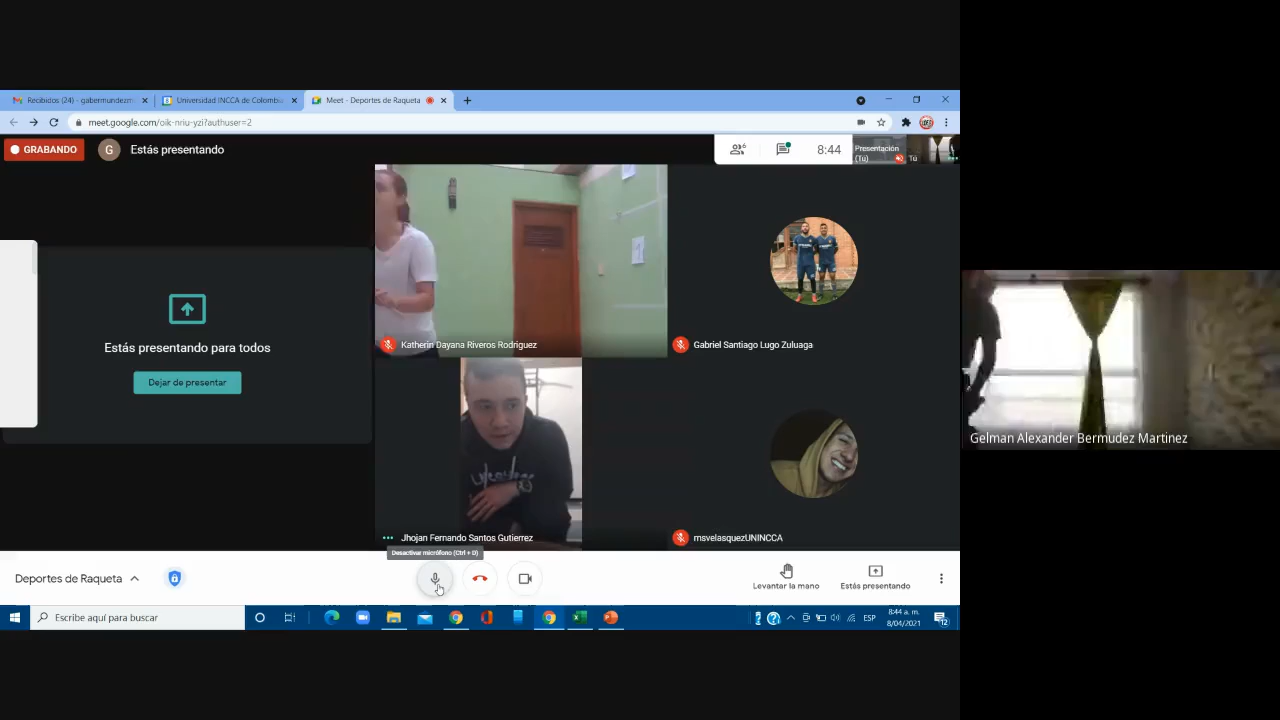 Recibidos (24) - gabermundezm
Universidad INCCA de Colombia
Meet - Deportes de Raqueta
meet.google.com/oik-nriu-yzi?authuser=2
GRABANDO
G
Estás presentando
6
8:44
Presentación
(Tú)
Tú
Estás presentando para todos
Dejar de presentar
Katherin Dayana Riveros Rodriguez
Gabriel Santiago Lugo Zuluaga
Gelman Alexander Bermudez Martinez
Jhojan Fernando Santos Gutierrez
msvelasquezUNINCCA
Desactivar micrófono (Ctrl + D)
Deportes de Raqueta
Levantar la mano
Estás presentando
Escribe aquí para buscar
ESP
8:44 a. m.
8/04/2021
12